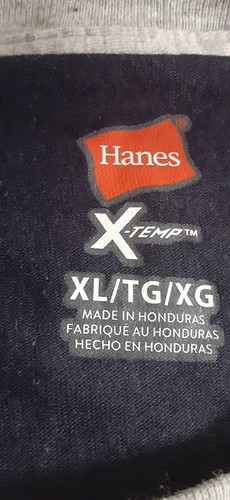 Hanes®
X-TEMP™
XL/TG/XG
MADE IN HONDURAS
FABRIQUÉ AU HONDURAS
HECHO EN HONDURAS